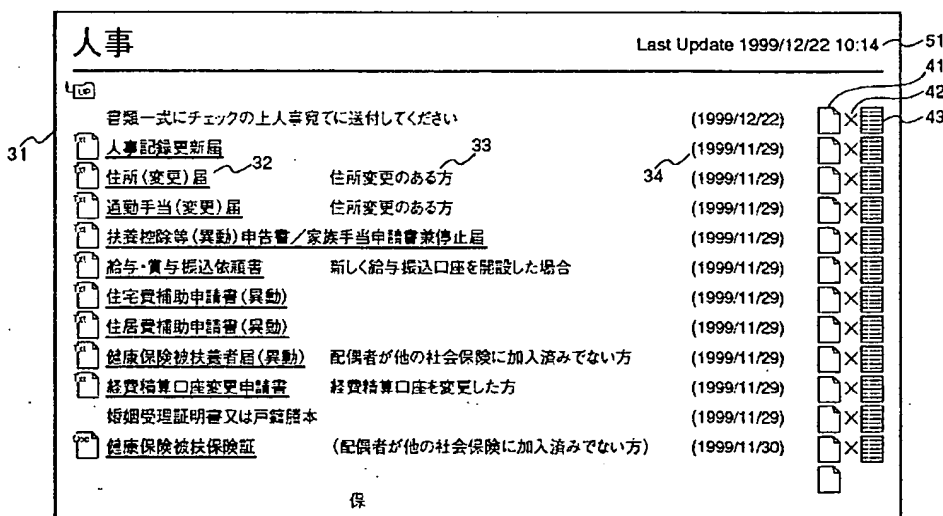 人事 Last Update 1999/12/22 10:14 51
41
UP 42
書類一式にチェックの上人事宛てに送付してください (1999/12/22) 43
31 人事記録更新届 33 34 (1999/11/29)
住所(変更)届 32 住所変更のある方 (1999/11/29)
通勤手当(変更)届 住所変更のある方 (1999/11/29)
扶養控除等(異動)申告書/家族手当申請書兼停止届 (1999/11/29)
給与・賞与振込依頼書 新しく給与振込口座を開設した場合 (1999/11/29)
住宅費補助申請書(異動) (1999/11/29)
住居費補助申請書(異動) (1999/11/29)
健康保険被扶養者届(異動) 配偶者が他の社会保険に加入済みでない方 (1999/11/29)
経費精算口座変更申請書 経費精算口座を変更した方 (1999/11/29)
婚姻受理証明書又は戸籍謄本 (1999/11/29)
健康保険被扶保険証 (配偶者が他の社会保険に加入済みでない方) (1999/11/30)
保